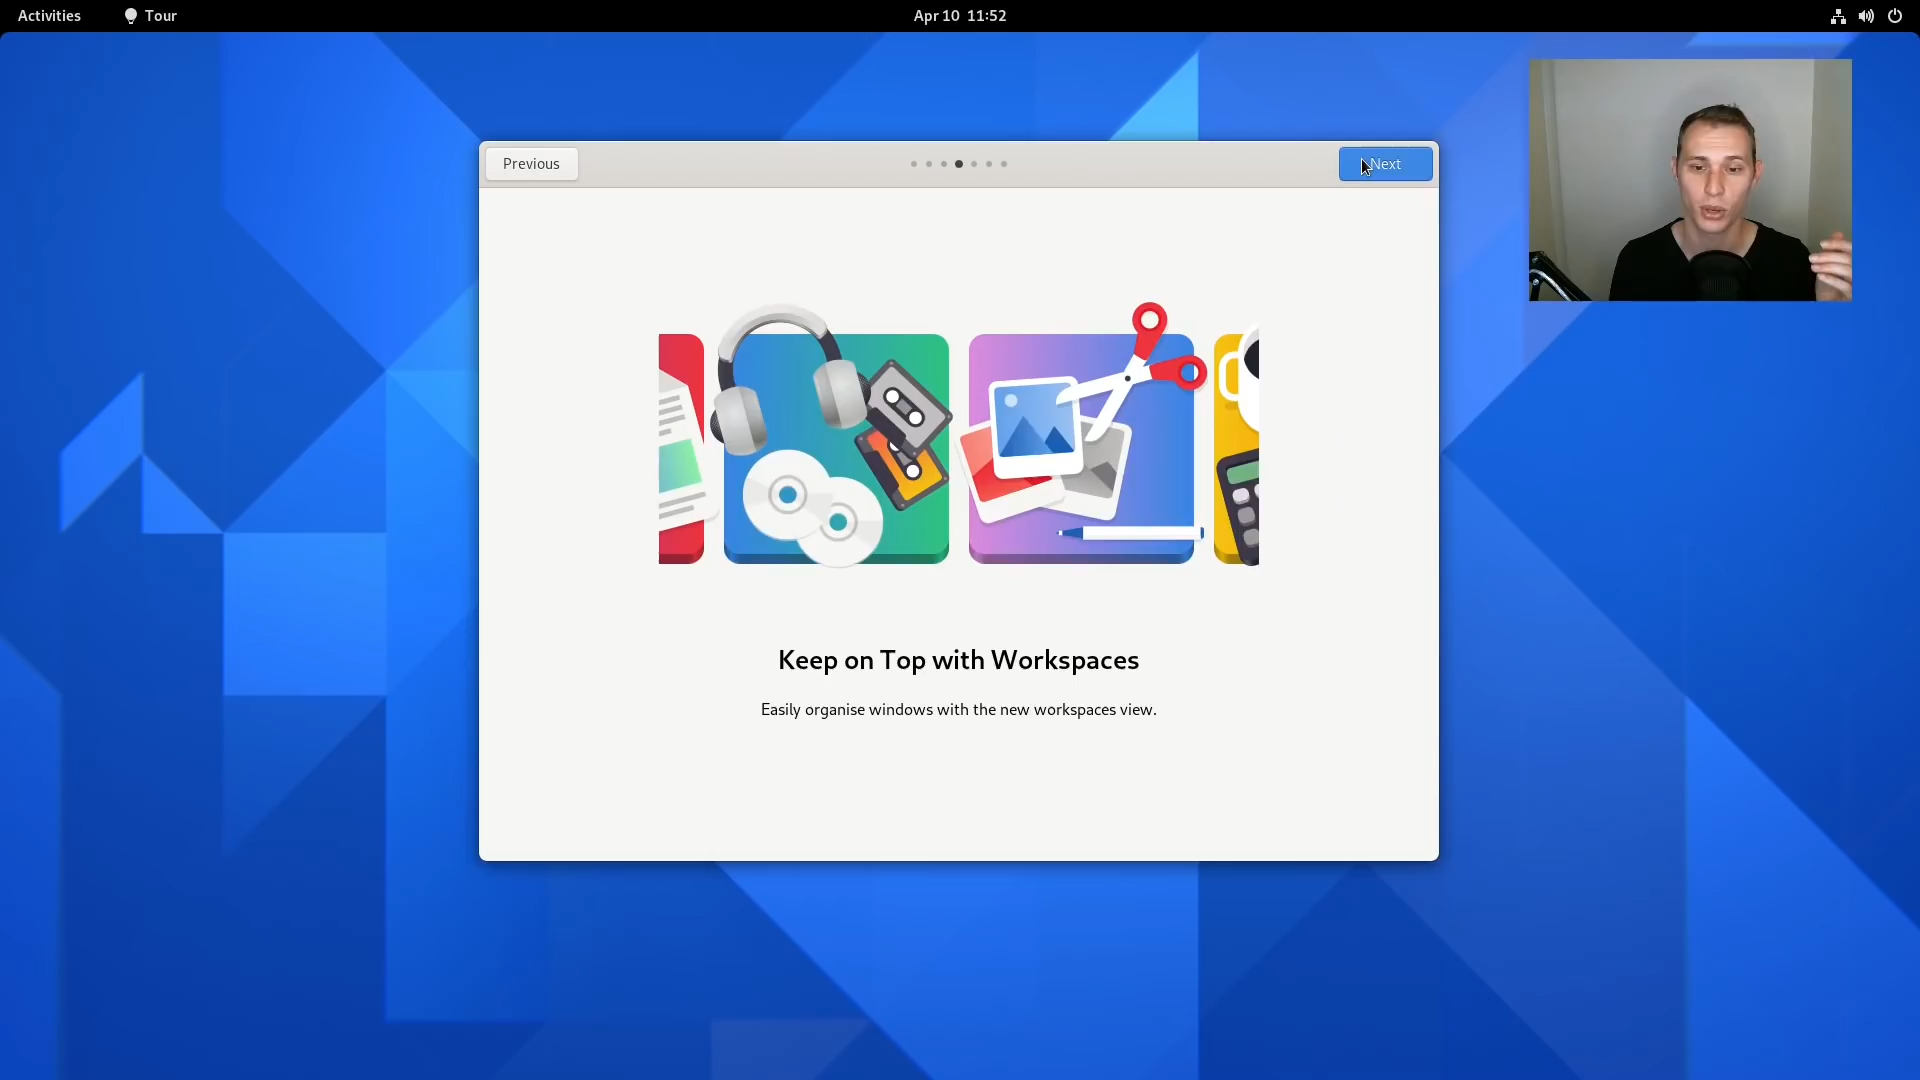 Activities
Tour
Apr 10 11:52
Previous
Next
Keep on Top with Workspaces
Easily organise windows with the new workspaces view.